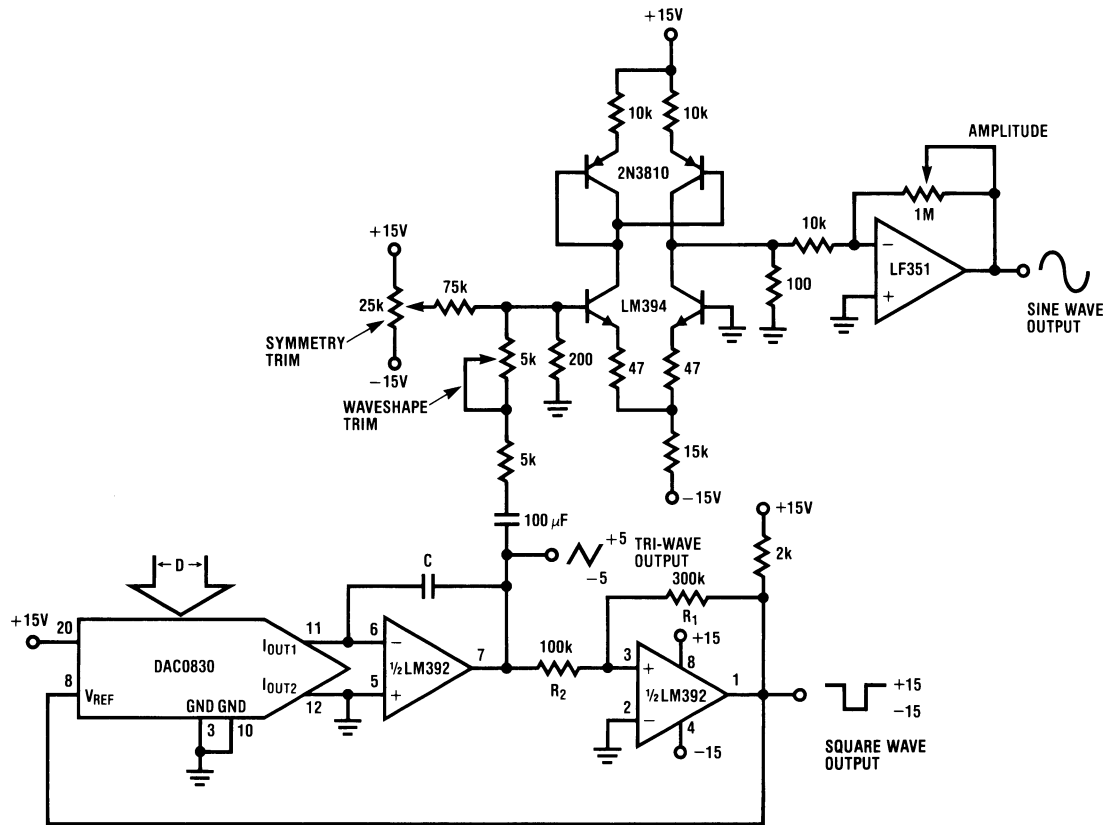 +15V
10k
10k
2N3810
AMPLITUDE
1M
10k
LF351
100
SINE WAVE
OUTPUT
+15V
25k
75k
SYMMETRY
TRIM
−15V
LM394
5k
200
47
47
WAVESHAPE
TRIM
5k
15k
−15V
100 μF
+5
TRI-WAVE
OUTPUT
−5
+15V
2k
C
300k
R1
D
+15V
20
11
6
IOUT1
DAC0830
½ LM392
7
100k
R2
3
+15
8
½ LM392
1
+15
−15
8
VREF
IOUT2
12
5
GND GND
3
10
2
4
−15
SQUARE WAVE
OUTPUT